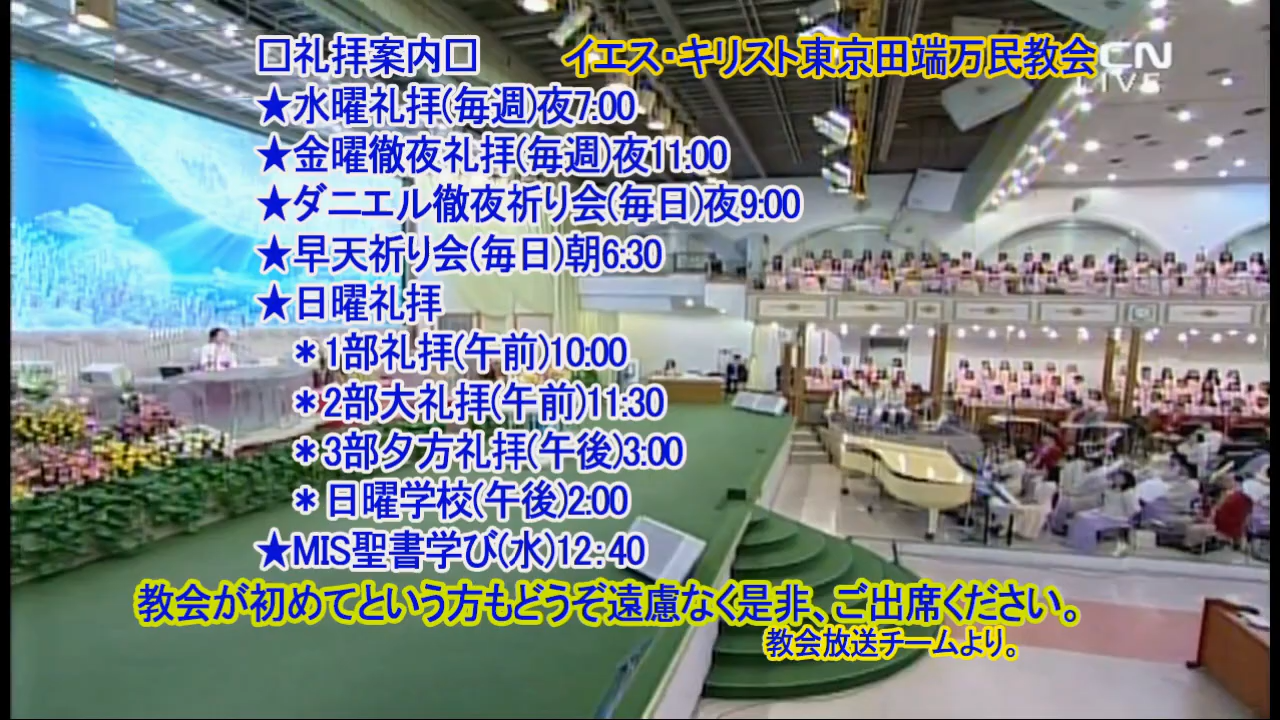 □礼拝案内□ イエス・キリスト東京田端万民教会
CN
LIVE
★水曜礼拝(毎週)夜7:00
★金曜徹夜礼拝(毎週)夜11:00
★ダニエル徹夜祈り会(毎日)夜9:00
★早天祈り会(毎日)朝6:30
★日曜礼拝
＊1部礼拝(午前)10:00
＊2部大礼拝(午前)11:30
＊3部夕方礼拝(午後)3:00
＊日曜学校(午後)2:00
★MIS聖書学び(水)12:40
教会が初めてという方もどうぞ遠慮なく是非、ご出席ください。
教会放送チームより。